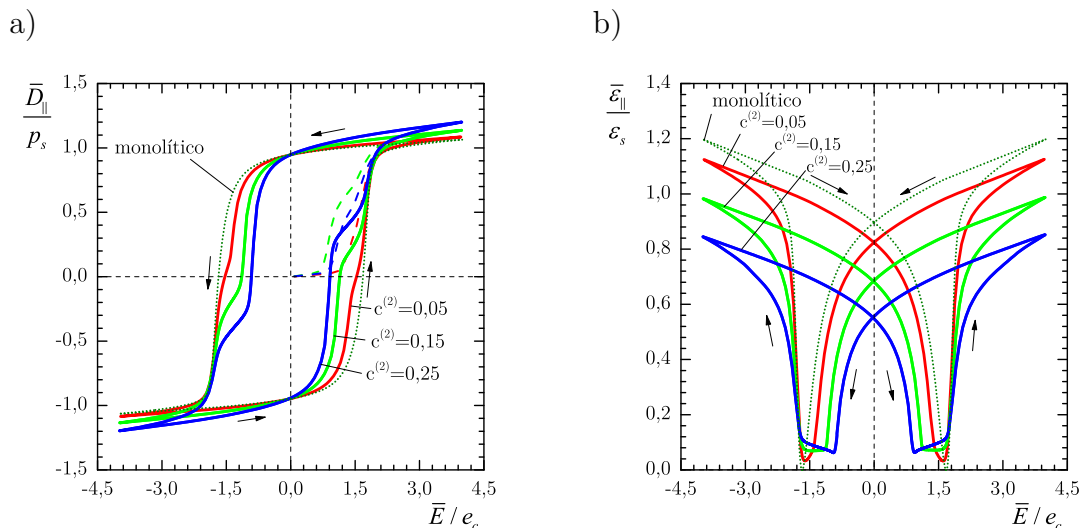 a)
D̄∥
pₛ
1,5
1,0
0,5
0,0
-0,5
-1,0
-1,5
monolítico
c⁽²⁾=0,05
c⁽²⁾=0,15
c⁽²⁾=0,25
-4,5 -3,0 -1,5 0,0 1,5 3,0 4,5
Ē / e_c
b)
ε̄∥
εₛ
1,4
1,2
1,0
0,8
0,6
0,4
0,2
0,0
monolítico
c⁽²⁾=0,05
c⁽²⁾=0,15
c⁽²⁾=0,25
-4,5 -3,0 -1,5 0,0 1,5 3,0 4,5
Ē / e_c